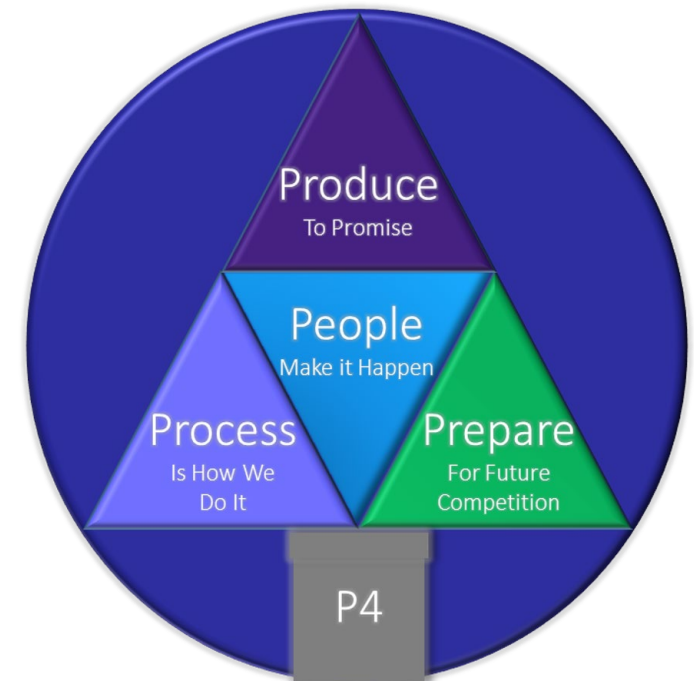 Produce
To Promise
People
Make it Happen
Process
Is How We
Do It
Prepare
For Future
Competition
P4